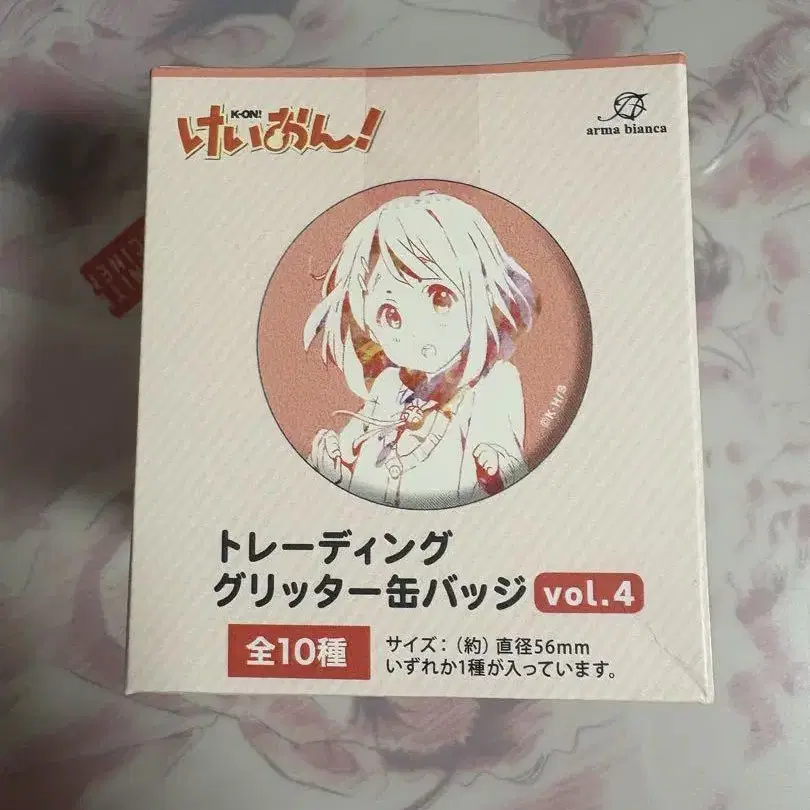 K-ON!
けいおん!
arma bianca
©K･H/S
トレーディング
グリッター缶バッジ vol.4
全10種
サイズ：（約）直径56mm
いずれか1種が入っています。